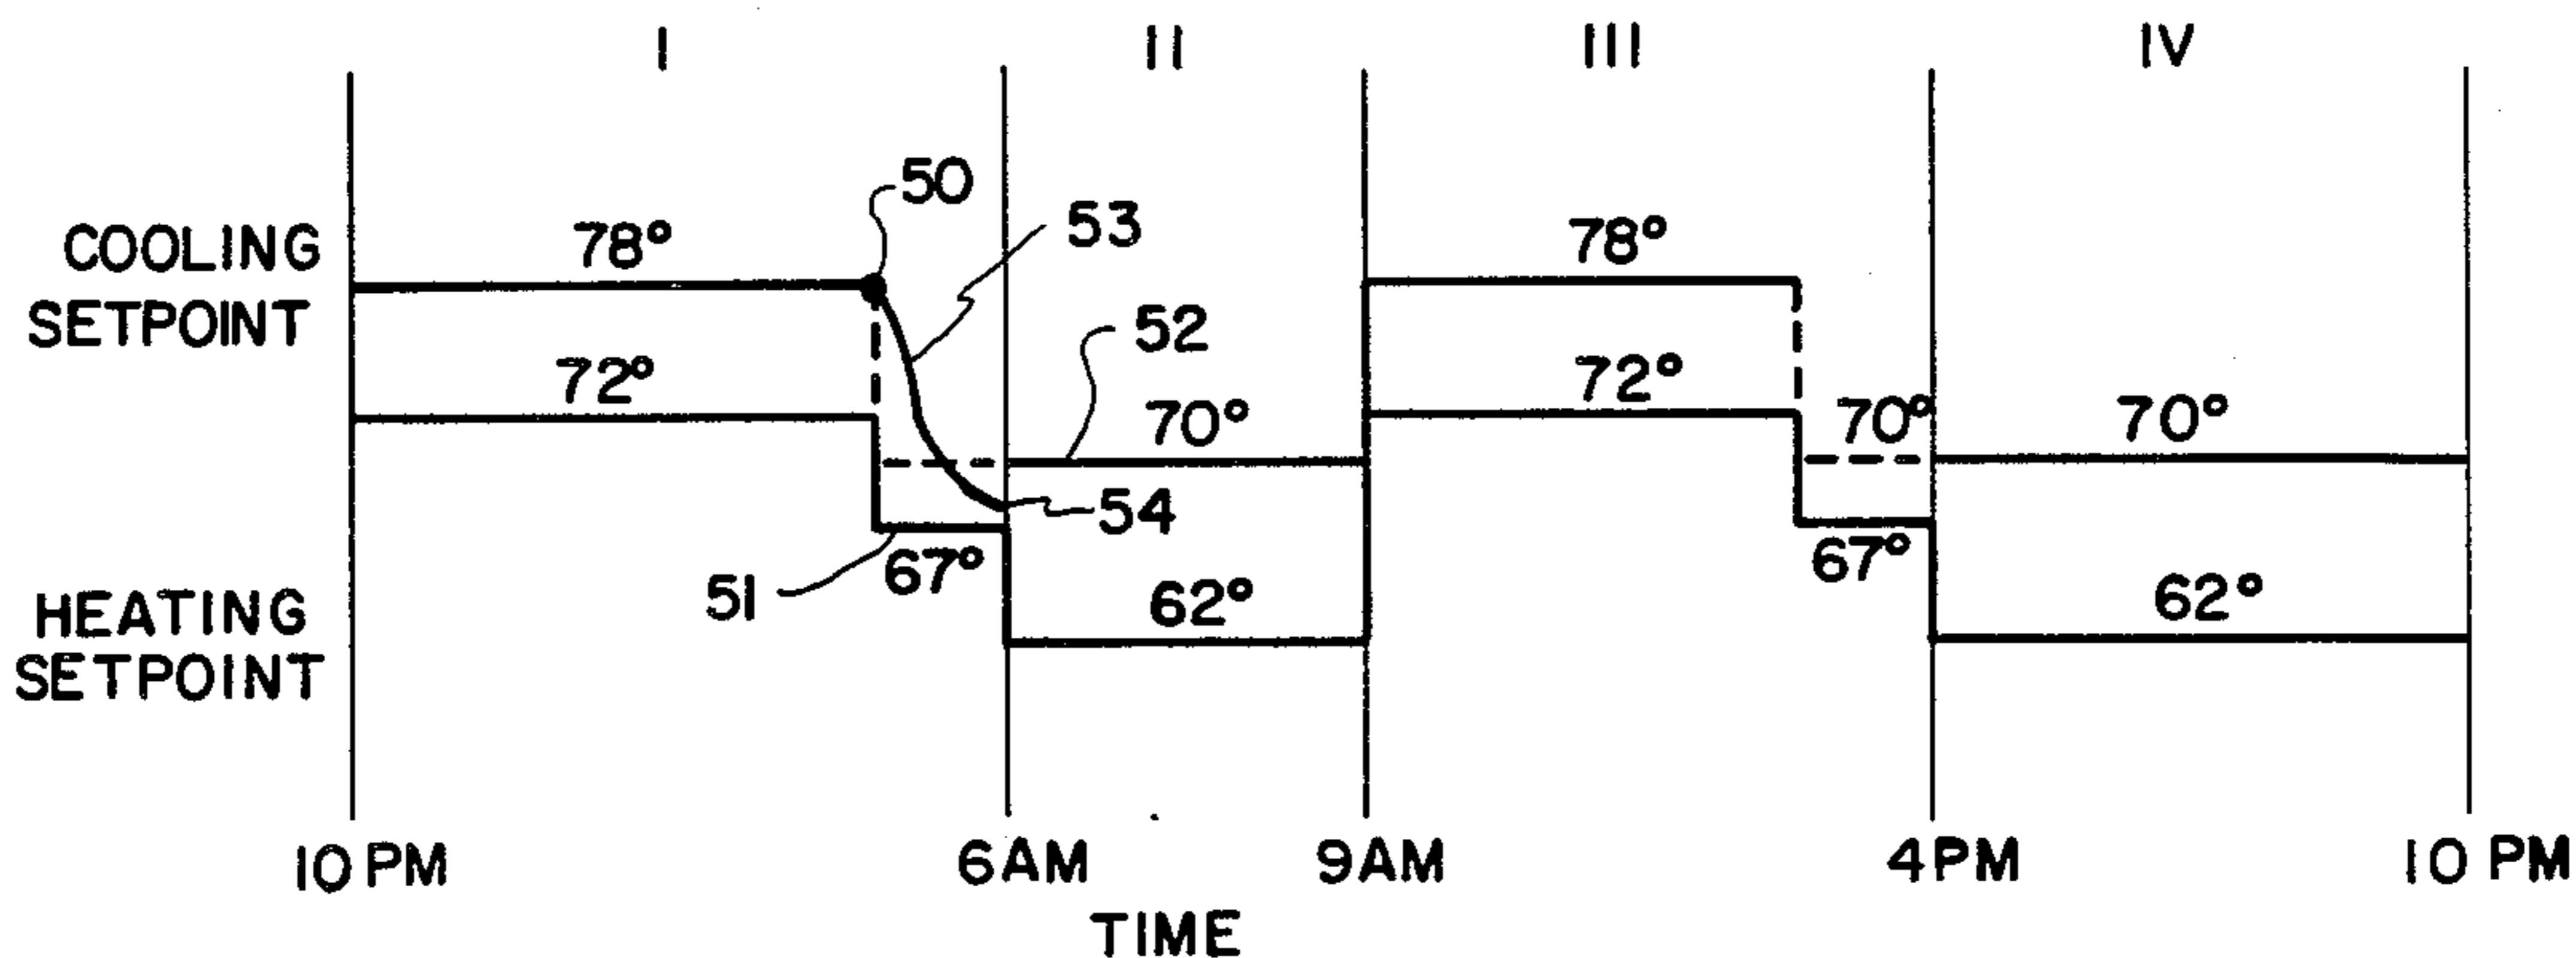 I II III IV
50
53
COOLING
SETPOINT
78°
78°
52
72°
72°
70°
70°
70°
54
51
67°
67°
HEATING
SETPOINT
62°
62°
10 PM 6AM 9AM 4PM 10 PM
TIME